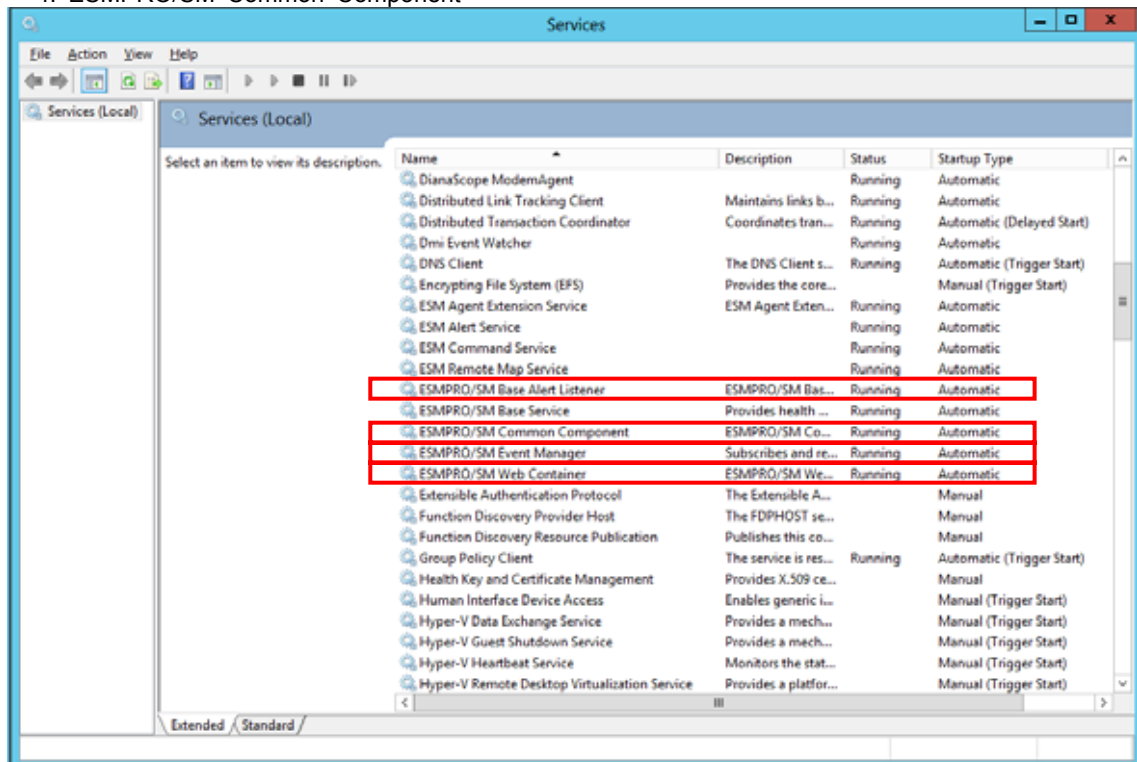 ESMPRO/SM Common Component
Services
File Action View Help
Services (Local)
Services (Local)
Select an item to view its description.
Name Description Status Startup Type
DianaScope ModemAgent Running Automatic
Distributed Link Tracking Client Maintains links b... Running Automatic
Distributed Transaction Coordinator Coordinates tran... Running Automatic (Delayed Start)
Dmi Event Watcher Running Automatic
DNS Client The DNS Client s... Running Automatic (Trigger Start)
Encrypting File System (EFS) Provides the core... Manual (Trigger Start)
ESM Agent Extension Service ESM Agent Exten... Running Automatic
ESM Alert Service Running Automatic
ESM Command Service Running Automatic
ESM Remote Map Service Running Automatic
ESMPRO/SM Base Alert Listener ESMPRO/SM Bas... Running Automatic
ESMPRO/SM Base Service Provides health ... Running Automatic
ESMPRO/SM Common Component ESMPRO/SM Co... Running Automatic
ESMPRO/SM Event Manager Subscribes and re... Running Automatic
ESMPRO/SM Web Container ESMPRO/SM We... Running Automatic
Extensible Authentication Protocol The Extensible A... Manual
Function Discovery Provider Host The FDPHOST se... Manual
Function Discovery Resource Publication Publishes this co... Manual
Group Policy Client The service is res... Running Automatic (Trigger Start)
Health Key and Certificate Management Provides X.509 ce... Manual
Human Interface Device Access Enables generic i... Manual (Trigger Start)
Hyper-V Data Exchange Service Provides a mech... Manual (Trigger Start)
Hyper-V Guest Shutdown Service Provides a mech... Manual (Trigger Start)
Hyper-V Heartbeat Service Monitors the stat... Manual (Trigger Start)
Hyper-V Remote Desktop Virtualization Service Provides a platfor... Manual (Trigger Start)
Extended Standard